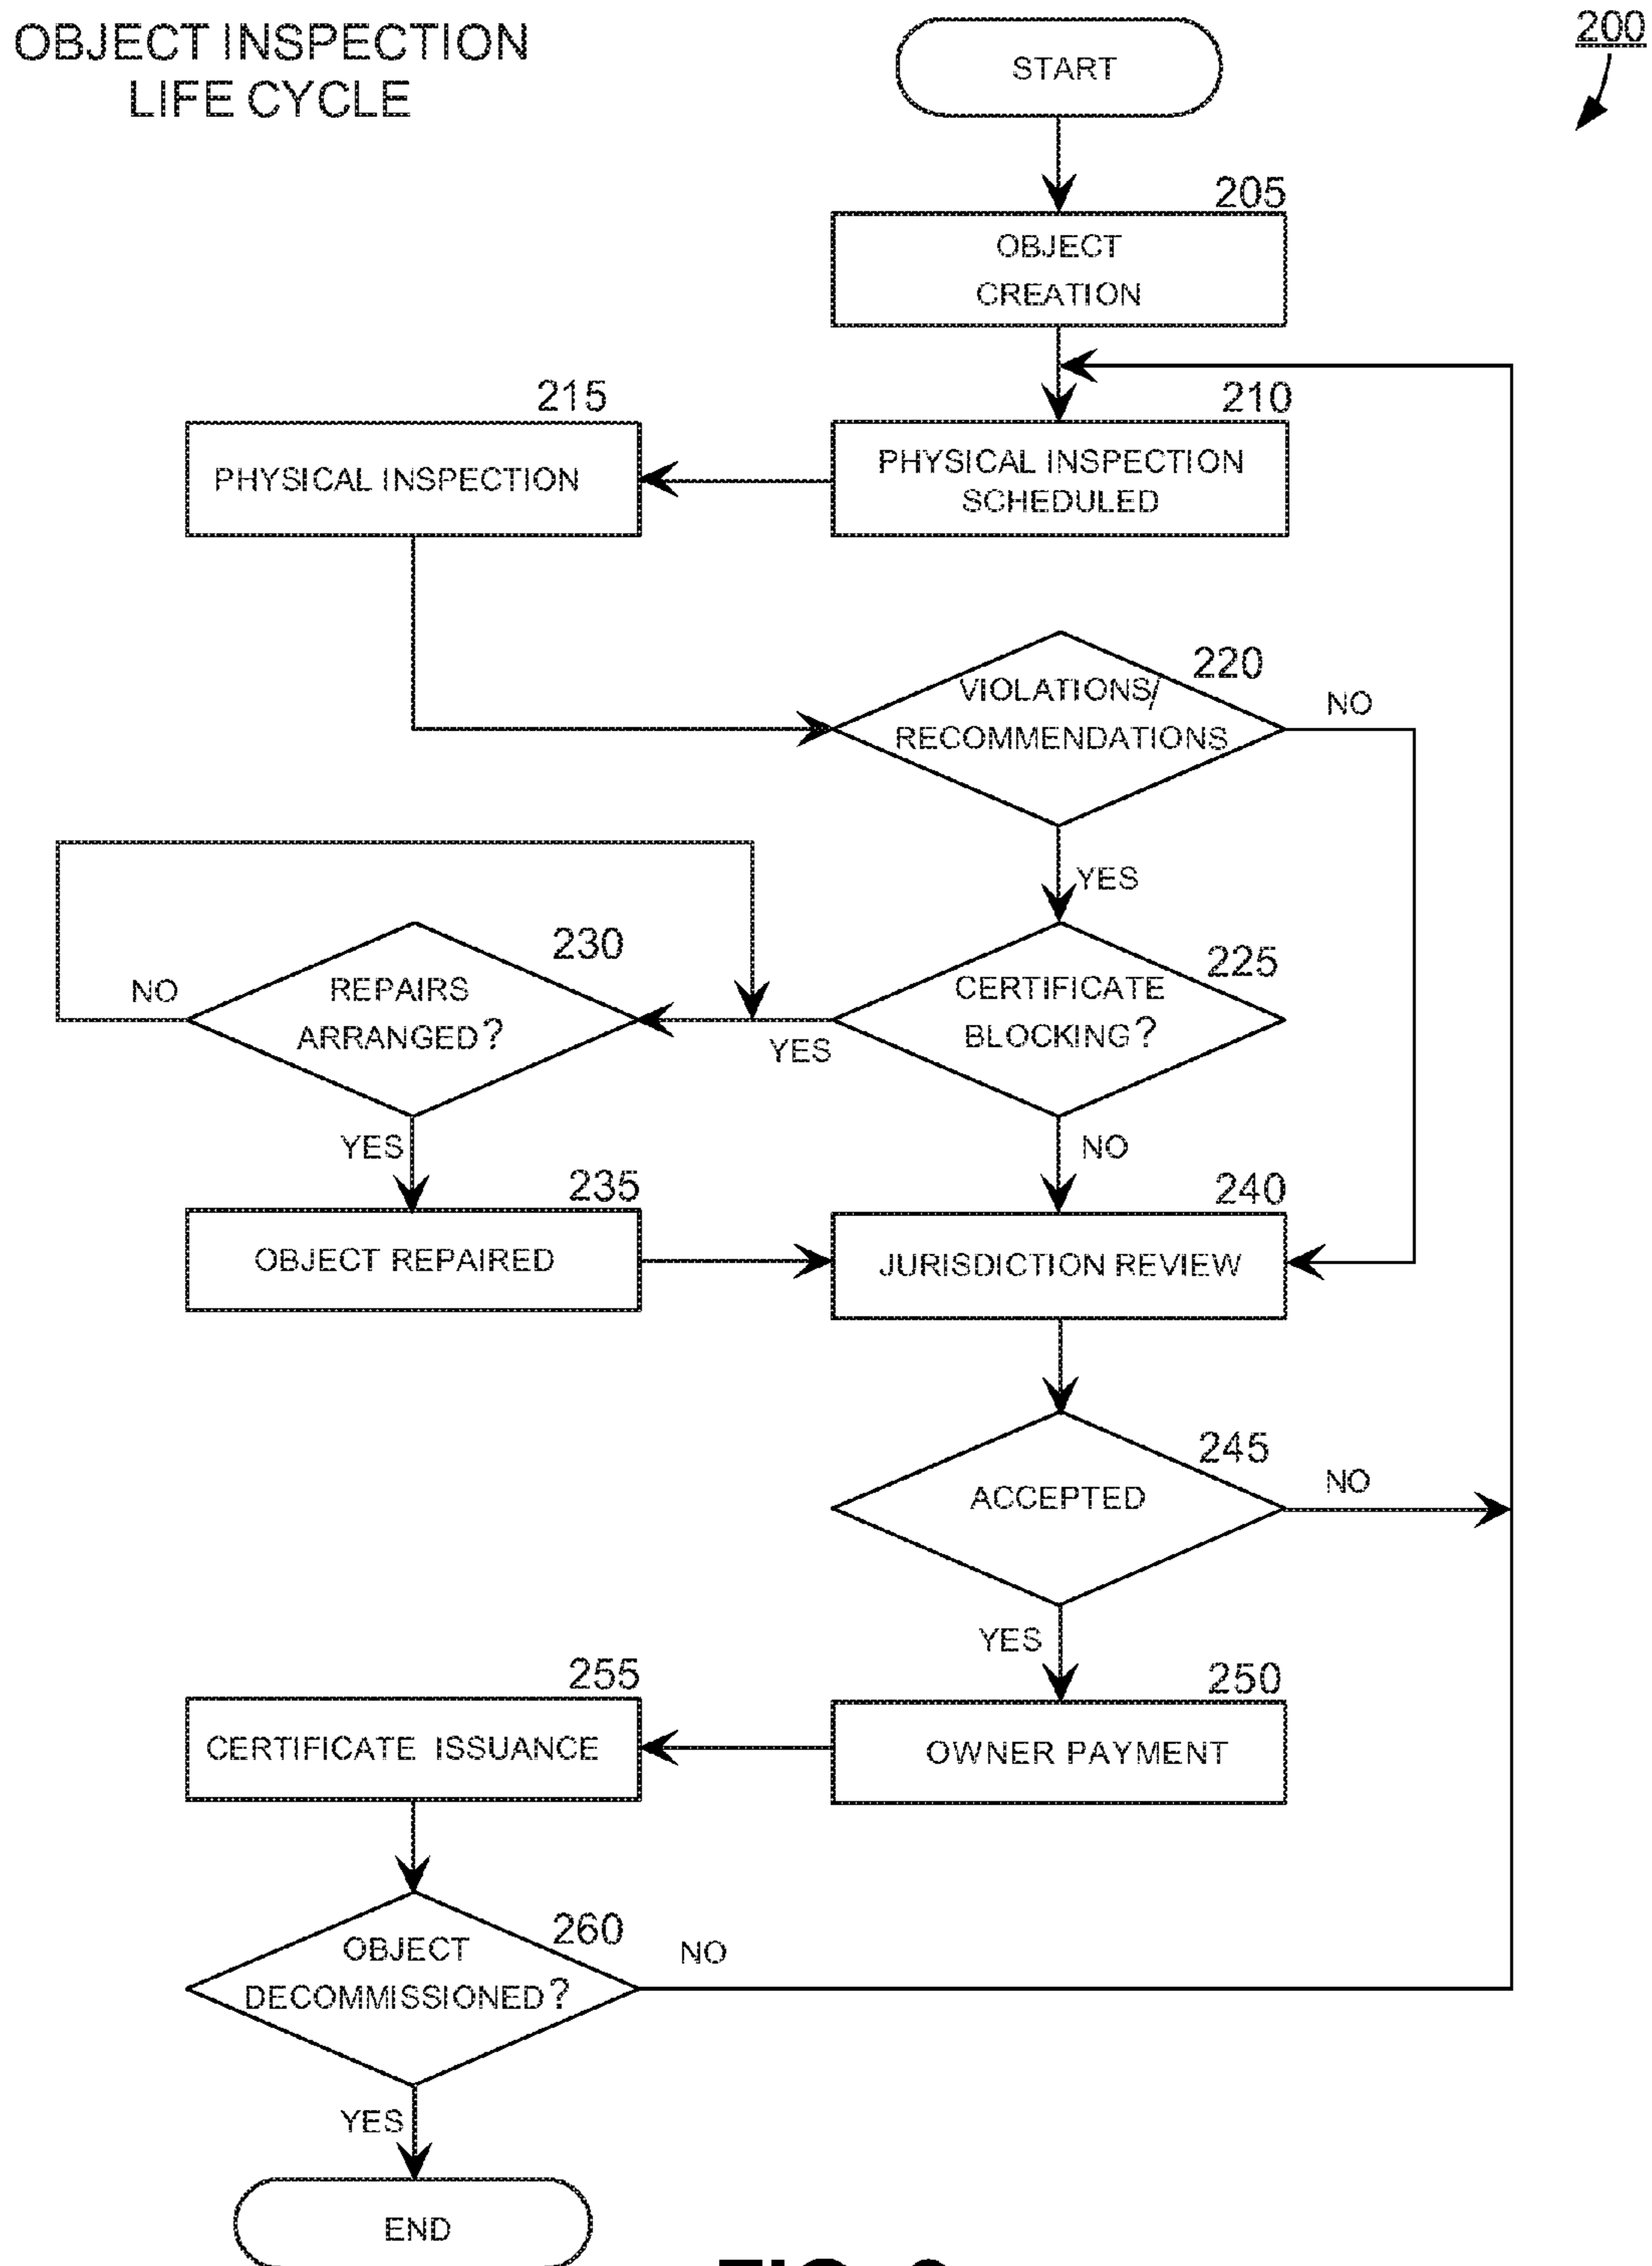 OBJECT INSPECTION
LIFE CYCLE
200
START
205
OBJECT
CREATION
215
210
PHYSICAL INSPECTION
PHYSICAL INSPECTION
SCHEDULED
220
VIOLATIONS/
RECOMMENDATIONS
NO
YES
230
225
NO
REPAIRS
ARRANGED?
CERTIFICATE
BLOCKING?
YES
YES
NO
235
240
OBJECT REPAIRED
JURISDICTION REVIEW
245
ACCEPTED
NO
YES
255
250
CERTIFICATE ISSUANCE
OWNER PAYMENT
260
OBJECT
DECOMMISSIONED?
NO
YES
END